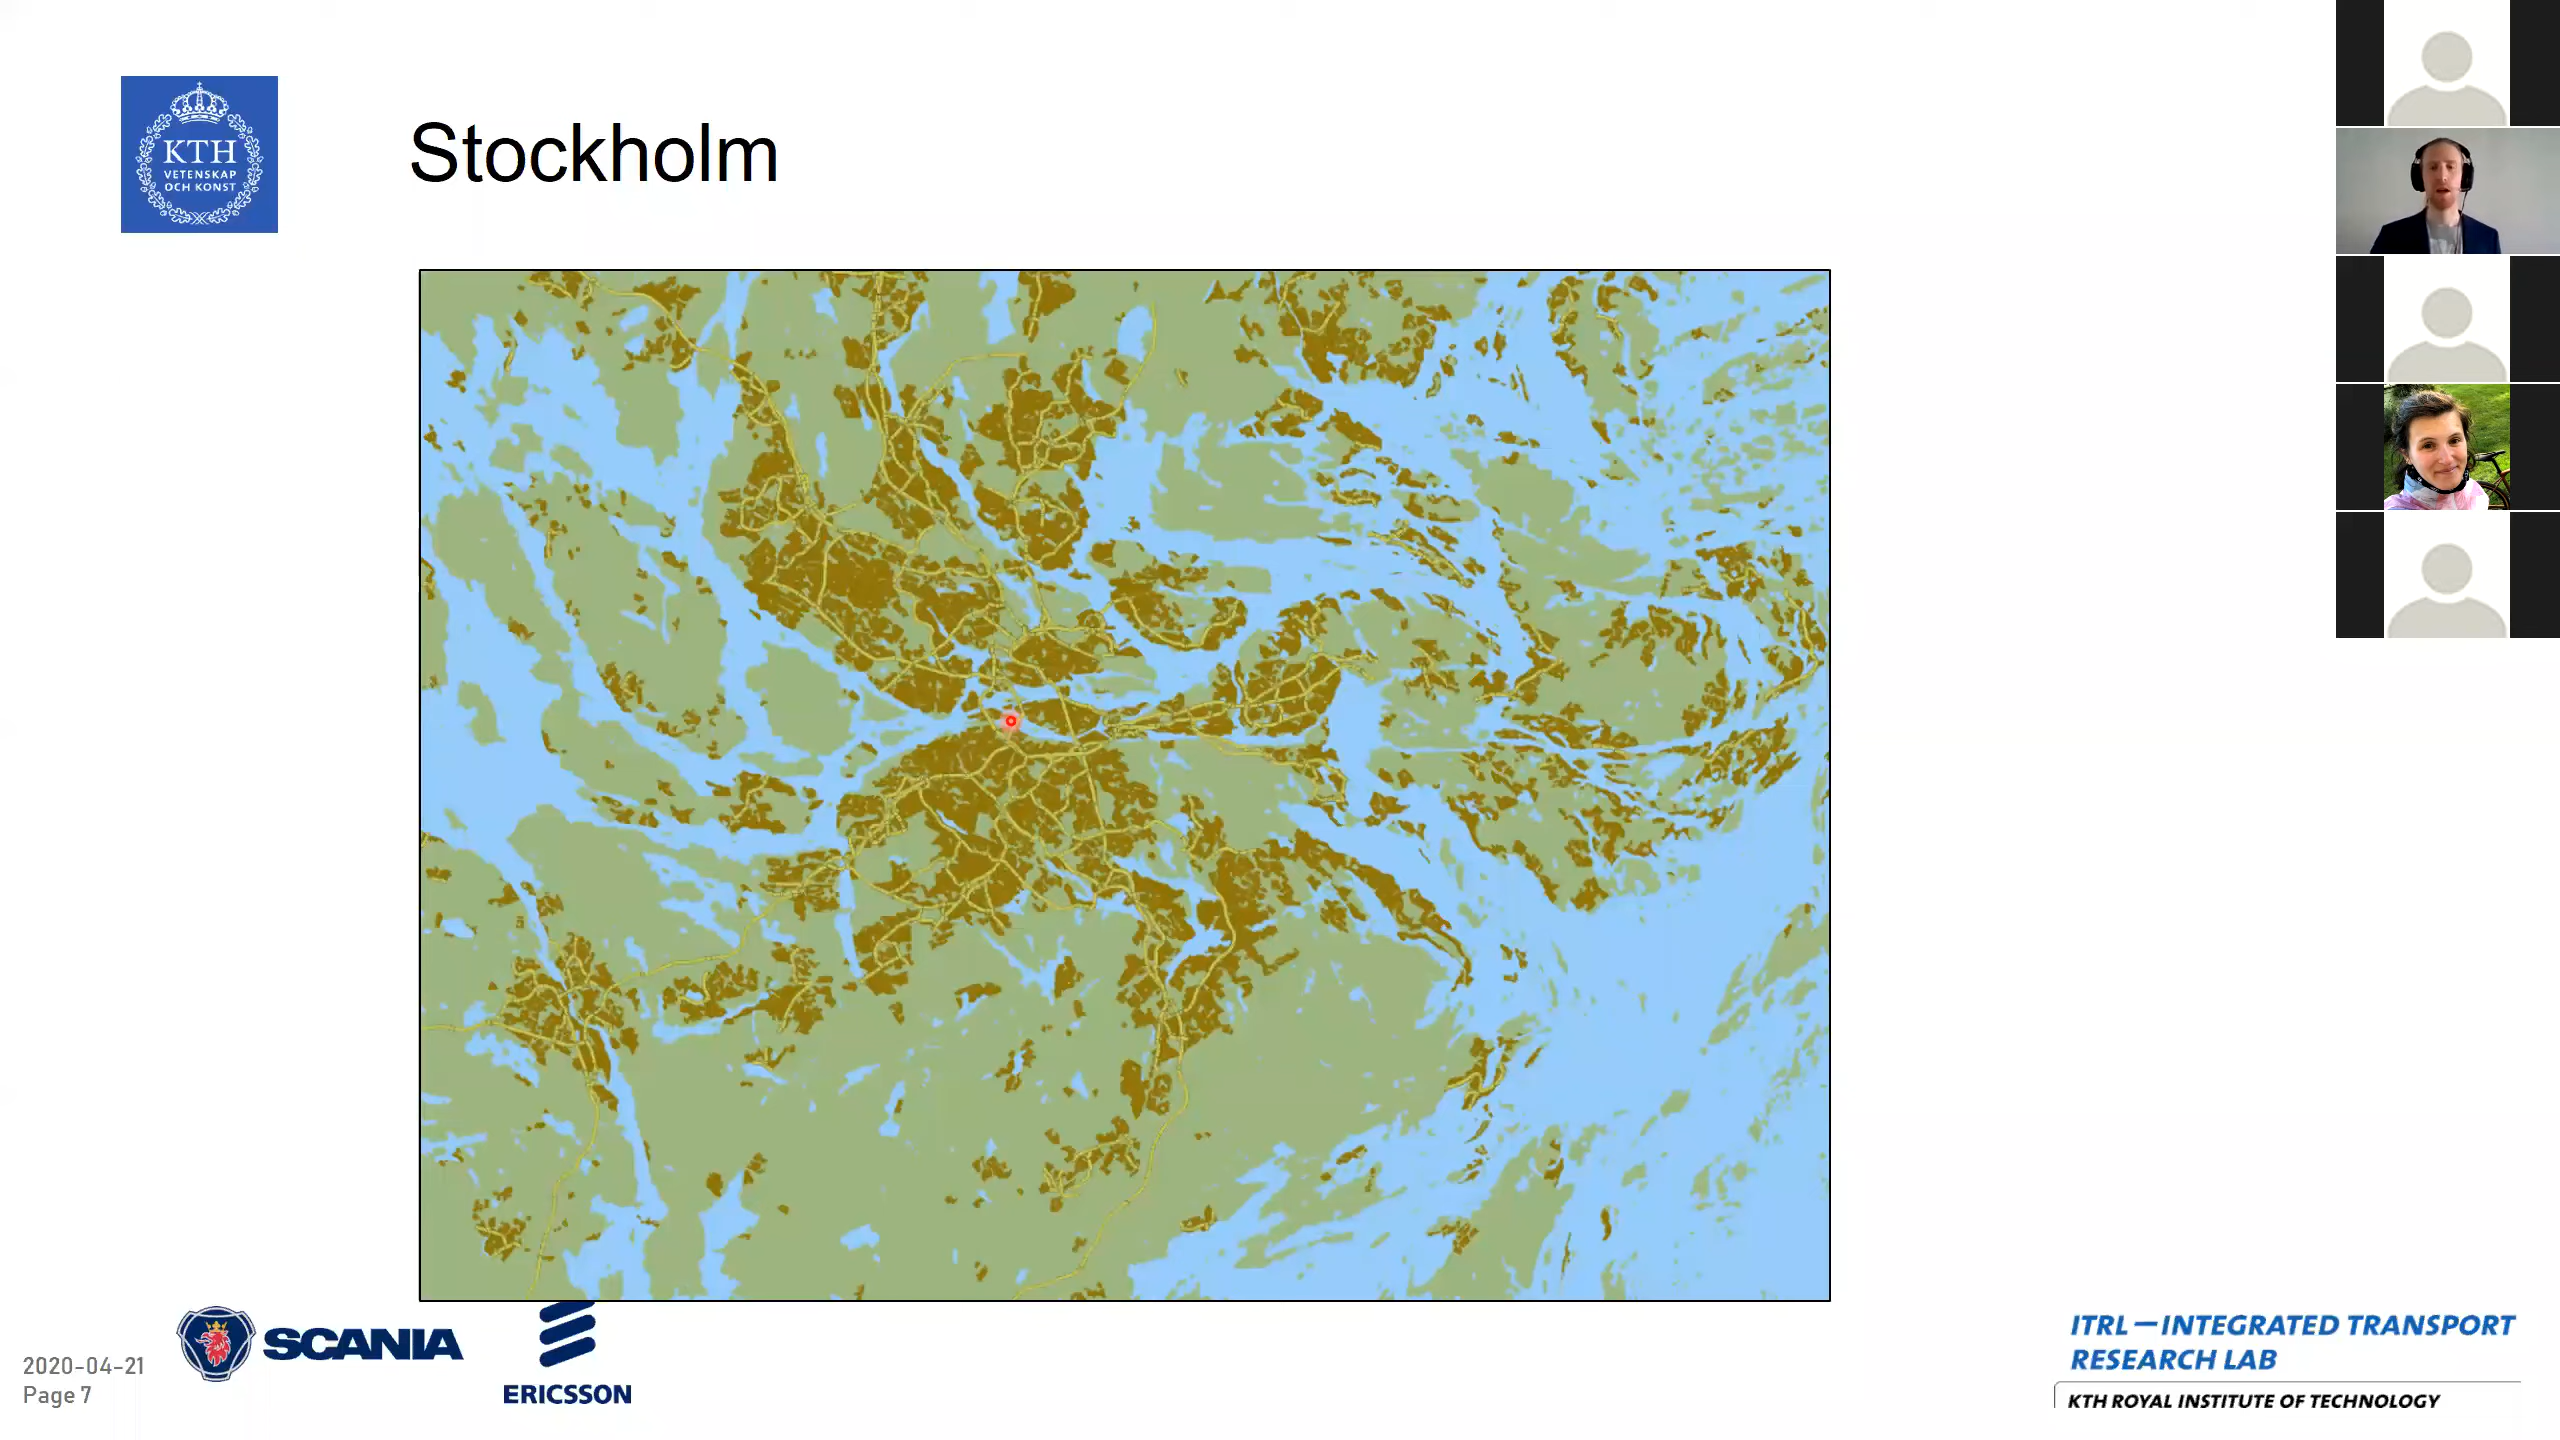 KTH
VETENSKAP
OCH KONST
Stockholm
2020-04-21
Page 7
SCANIA
ERICSSON
ITRL – INTEGRATED TRANSPORT
RESEARCH LAB
KTH ROYAL INSTITUTE OF TECHNOLOGY